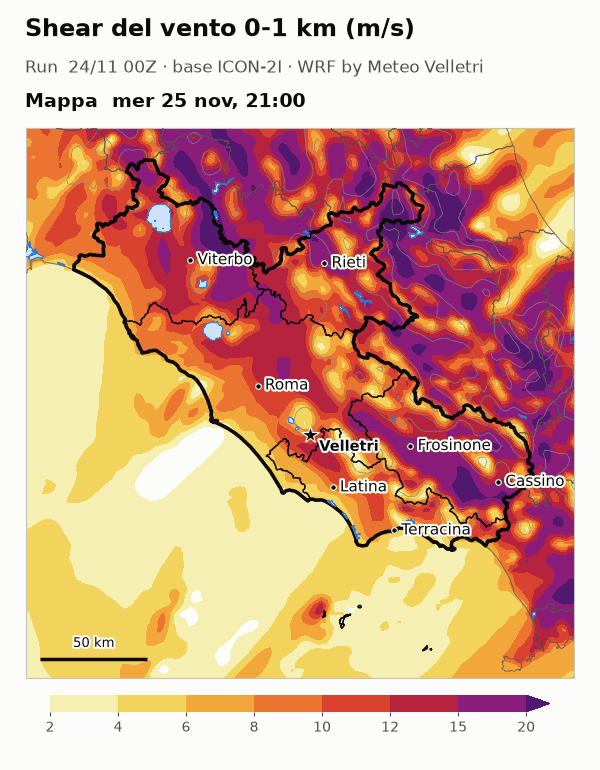 Shear del vento 0-1 km (m/s)
Run  24/11 00Z · base ICON-2I · WRF by Meteo Velletri
Mappa  mer 25 nov, 21:00
Viterbo
Rieti
Roma
Velletri
Frosinone
Latina
Cassino
Terracina
50 km
2 4 6 8 10 12 15 20